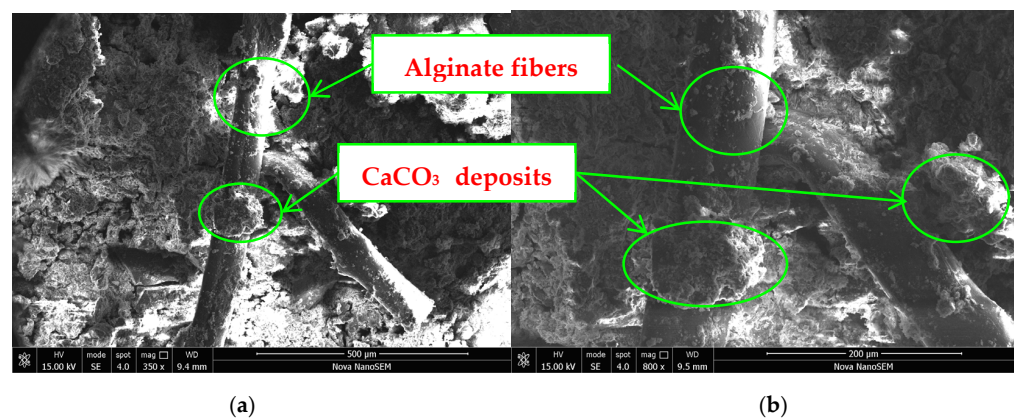 Alginate fibers
CaCO₃ deposits
HV mode spot mag □ WD
15.00 kV SE 4.0 350 x 9.4 mm
500 µm
Nova NanoSEM
HV mode spot mag □ WD
15.00 kV SE 4.0 800 x 9.5 mm
200 µm
Nova NanoSEM
(a)
(b)